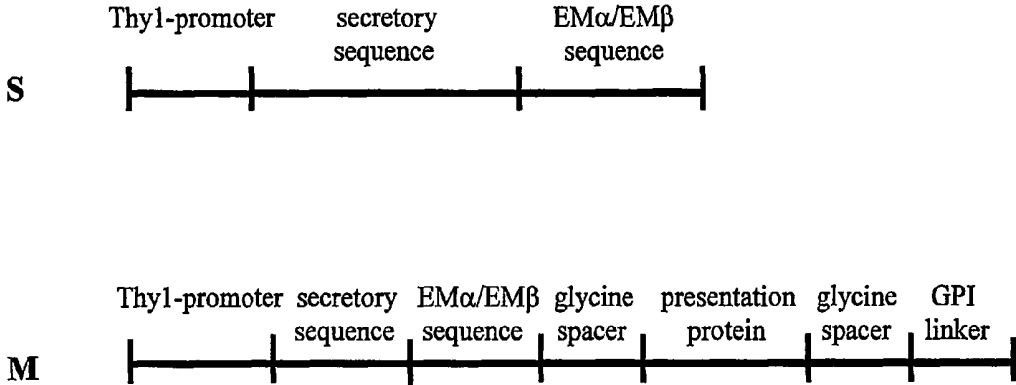 Thy1-promoter secretory EMα/EMβ
sequence sequence
S
Thy1-promoter secretory EMα/EMβ glycine presentation glycine GPI
sequence sequence spacer protein spacer linker
M